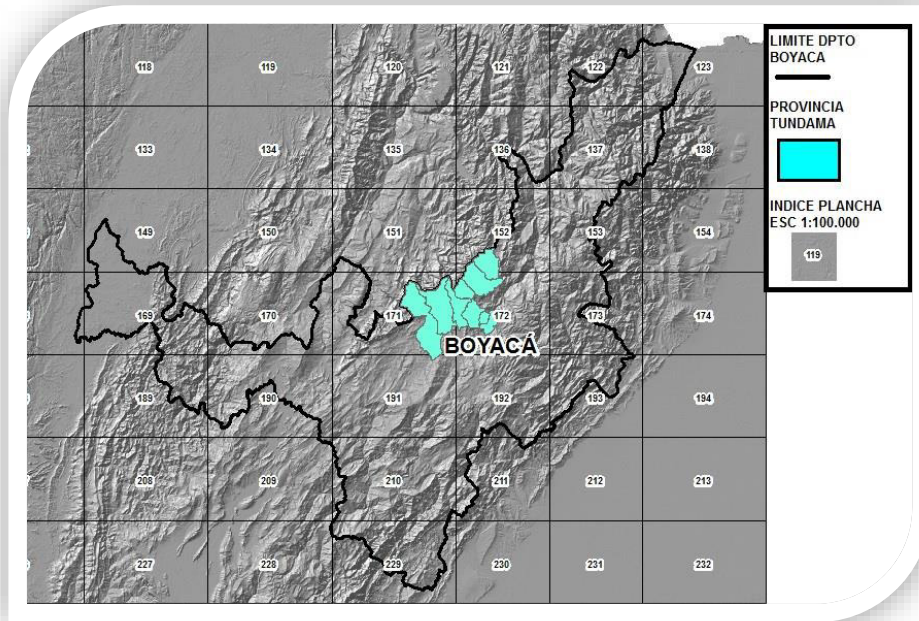 118 119 120 121 122 123
133 134 135 136 137 138
149 150 151 152 153 154
169 170 171 172 173 174
BOYACÁ
189 190 191 192 193 194
208 209 210 211 212 213
227 228 229 230 231 232
LIMITE DPTO
BOYACA
PROVINCIA
TUNDAMA
INDICE PLANCHA
ESC 1:100.000
119